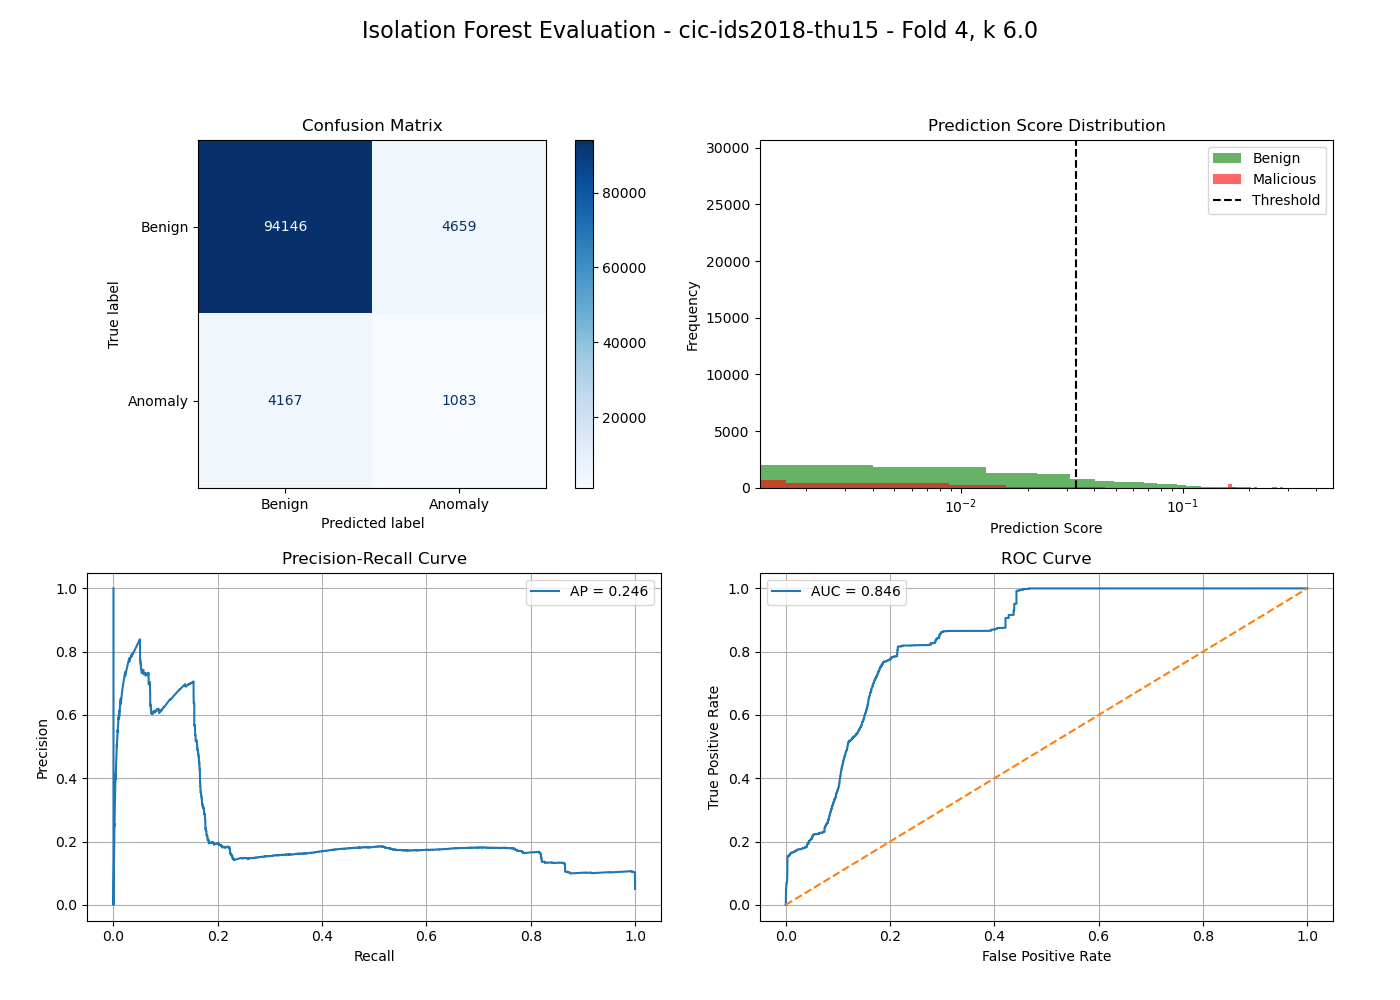 Isolation Forest Evaluation - cic-ids2018-thu15 - Fold 4, k 6.0
Confusion Matrix
True label
Benign
Anomaly
94146
4659
4167
1083
Benign
Anomaly
Predicted label
80000
60000
40000
20000
Prediction Score Distribution
Frequency
30000
25000
20000
15000
10000
5000
0
Benign
Malicious
Threshold
10⁻²
10⁻¹
Prediction Score
Precision-Recall Curve
Precision
1.0
0.8
0.6
0.4
0.2
0.0
AP = 0.246
0.0
0.2
0.4
0.6
0.8
1.0
Recall
ROC Curve
True Positive Rate
1.0
0.8
0.6
0.4
0.2
0.0
AUC = 0.846
0.0
0.2
0.4
0.6
0.8
1.0
False Positive Rate